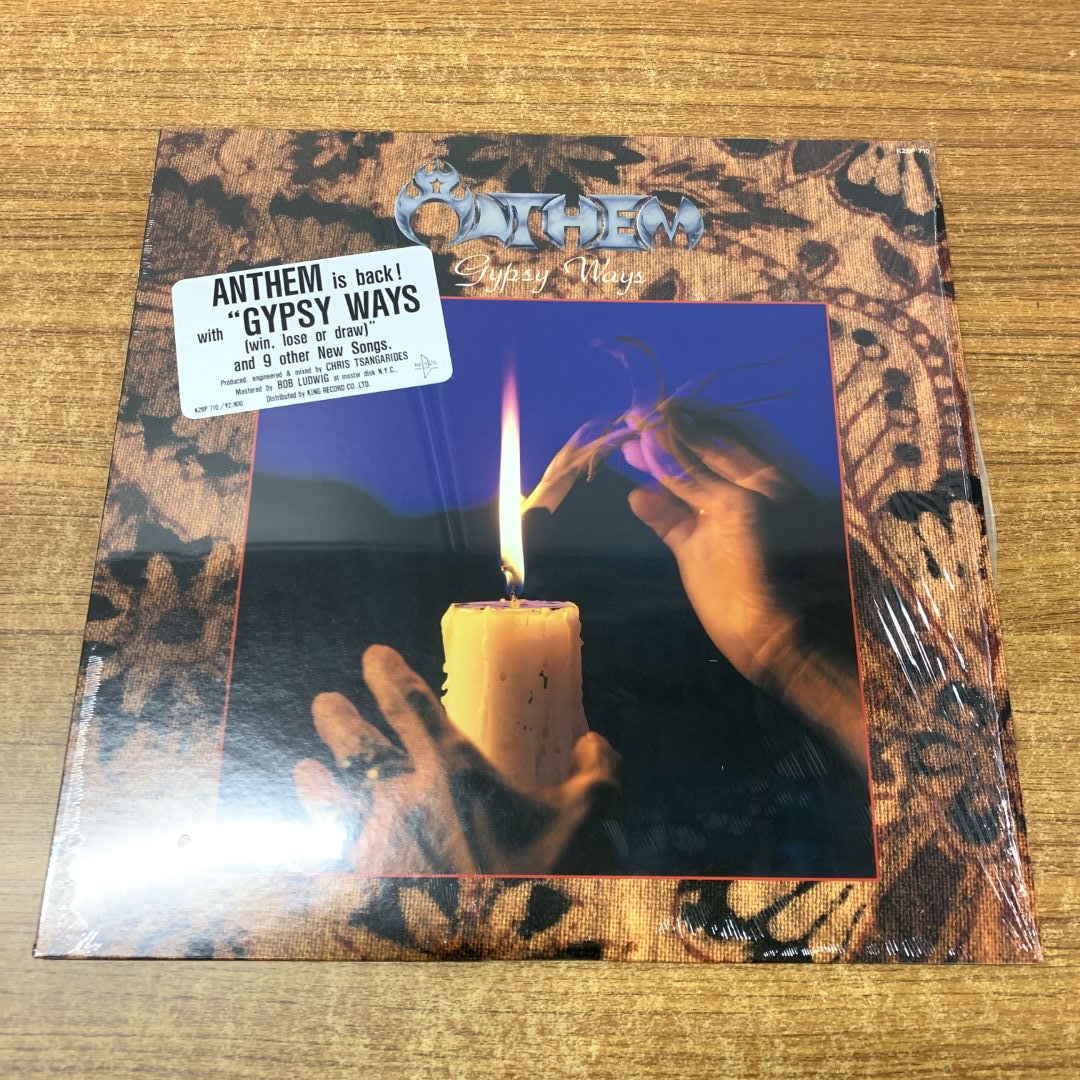 K28P 710
ANTHEM
Gypsy Ways
ANTHEM is back!
with "GYPSY WAYS
(win, lose or draw)"
and 9 other New Songs.
Produced, engineered & mixed by CHRIS TSANGARIDES
Mastered by BOB LUDWIG at master disk N.Y.C..
K28P 710/¥2,800 Distributed by KING RECORD CO.,LTD.
NEXUS